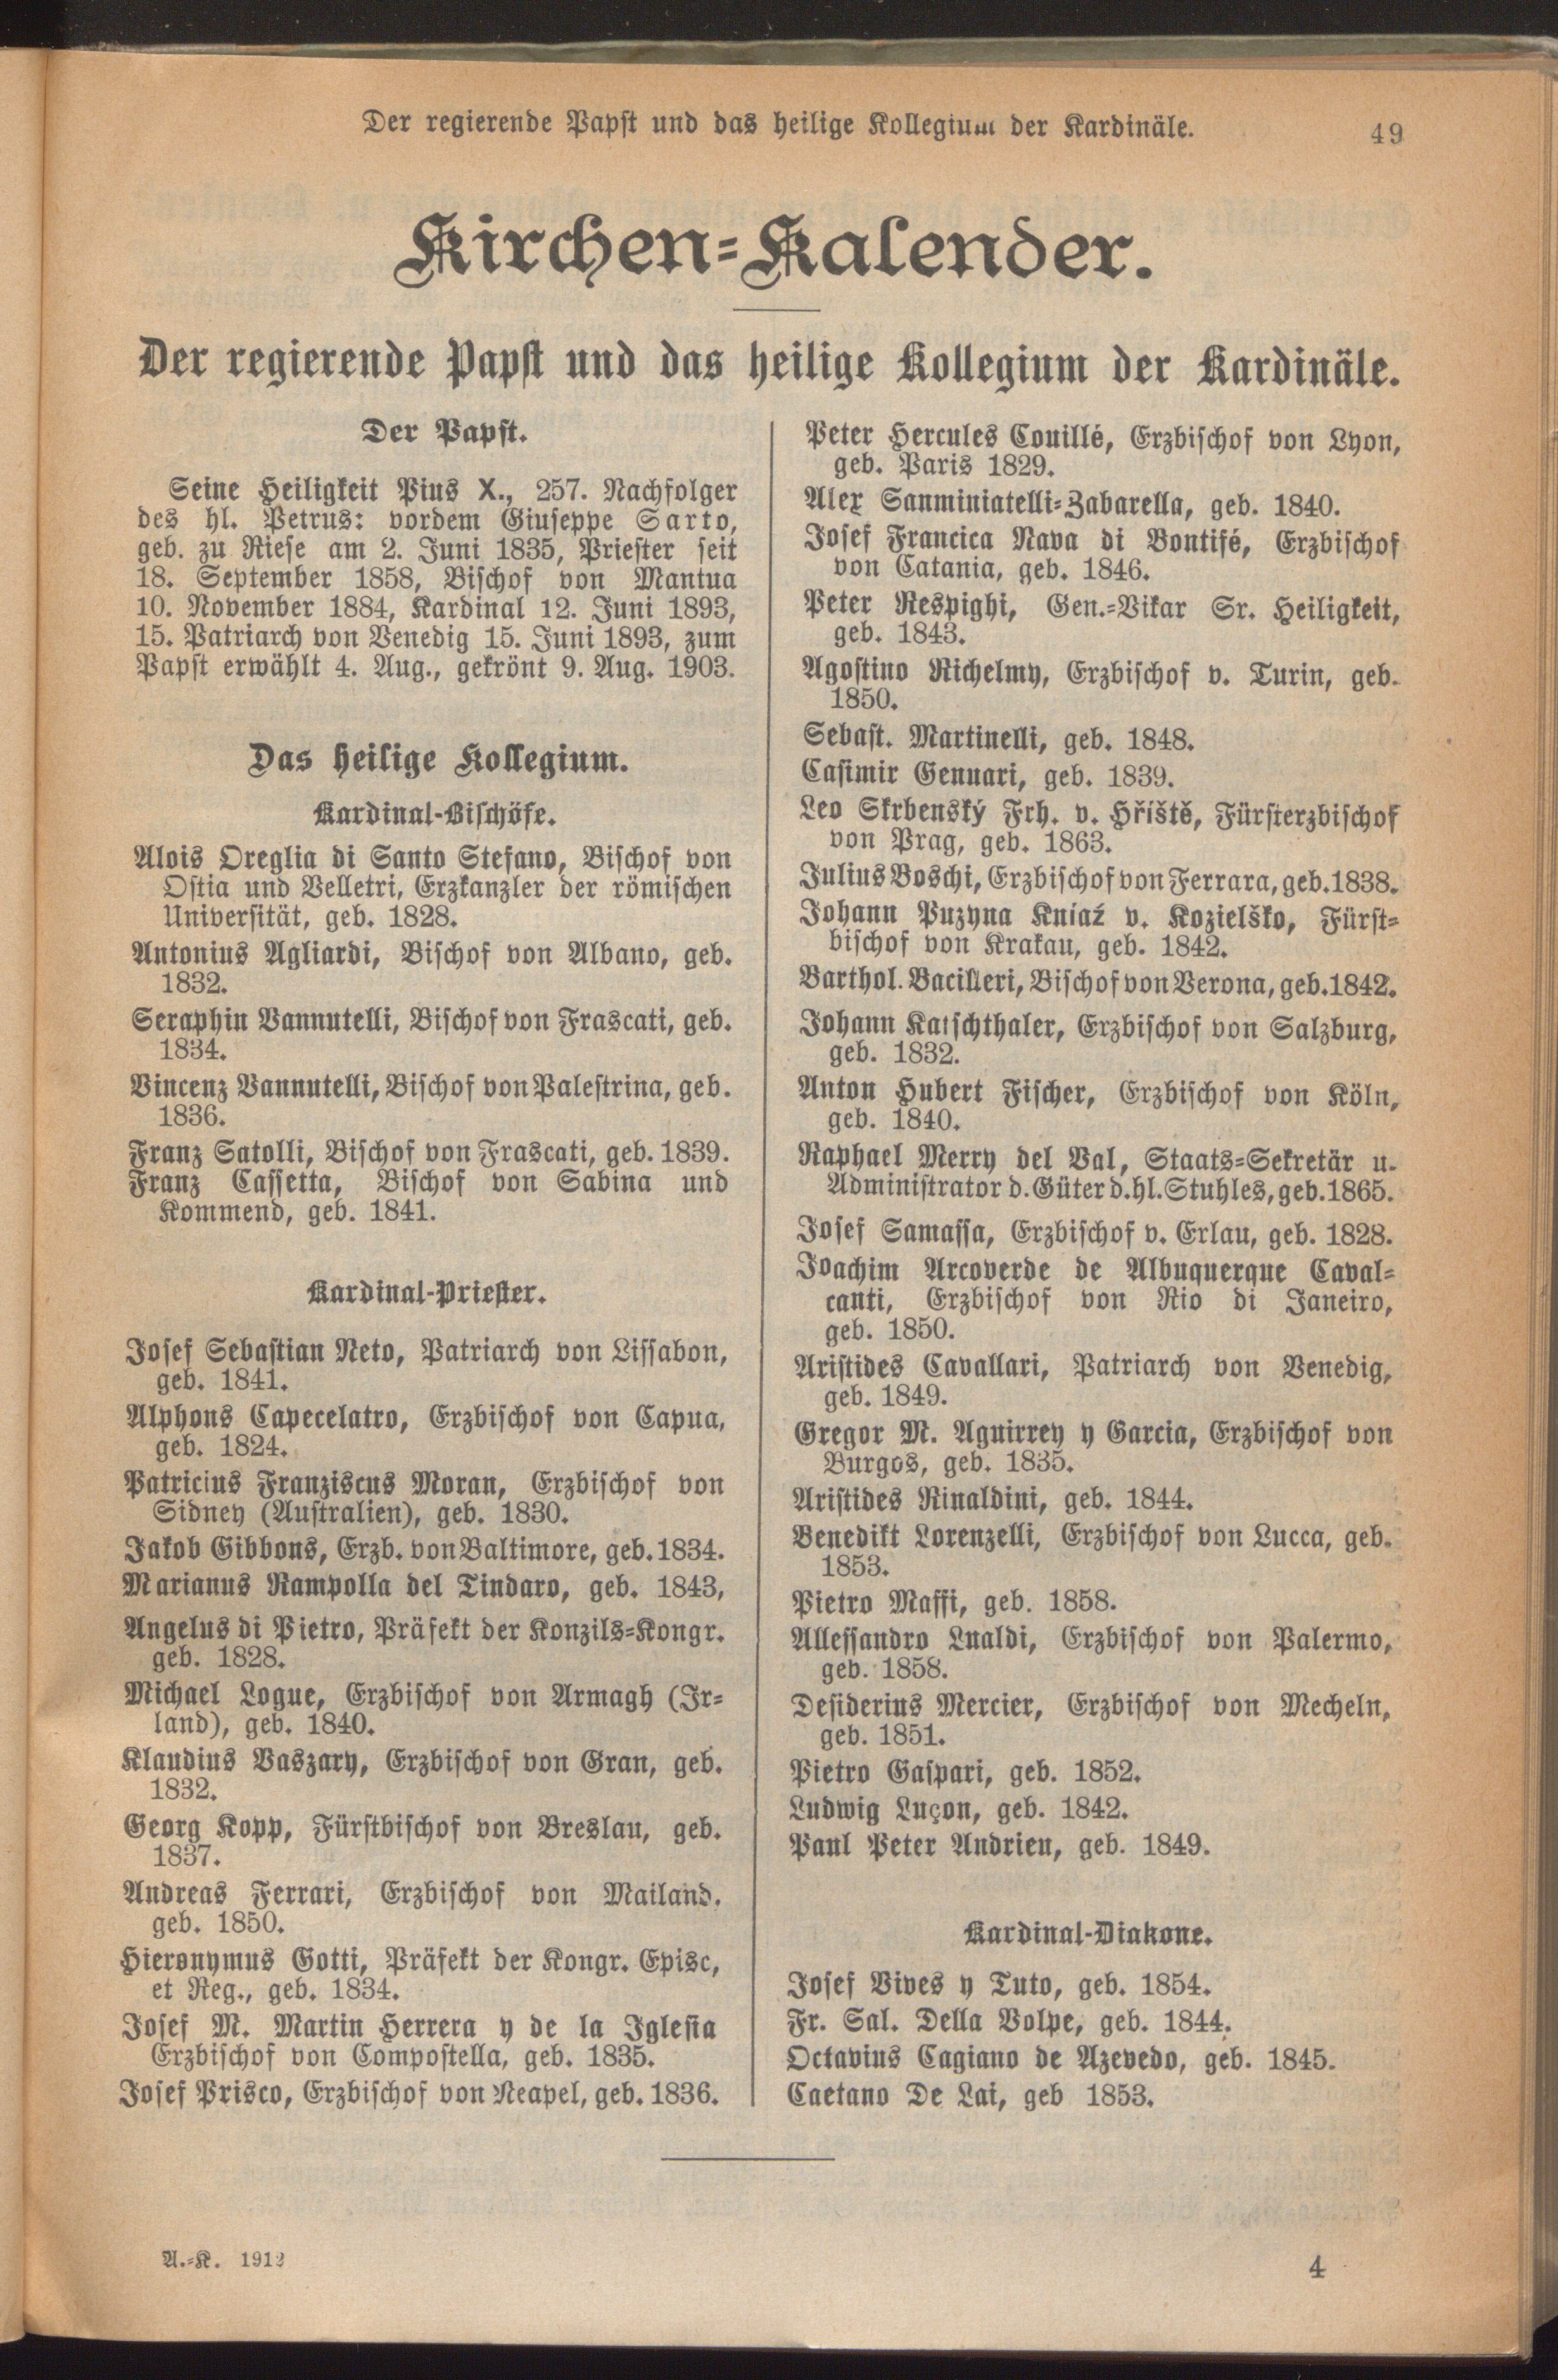 Der regierende Papst und das heilige Kollegium der Kardinäle.
49
Kirchen-Kalender.
Der regierende Papst und das heilige Kollegium der Kardinäle.
Der Papst.
Seine Heiligkeit Pius X., 257. Nachfolger
des hl. Petrus: vordem Giuseppe Sarto,
geb. zu Riese am 2. Juni 1835, Priester seit
18. September 1858, Bischof von Mantua
10. November 1884, Kardinal 12. Juni 1893,
15. Patriarch von Venedig 15. Juni 1893, zum
Papst erwählt 4. Aug., gekrönt 9. Aug. 1903.
Das heilige Kollegium.
Kardinal-Bischöfe.
Alois Oreglia di Santo Stefano, Bischof von
Ostia und Velletri, Erzkanzler der römischen
Universität, geb. 1828.
Antonius Agliardi, Bischof von Albano, geb.
1832.
Seraphin Vannutelli, Bischof von Frascati, geb.
1834.
Vincenz Vannutelli, Bischof von Palestrina, geb.
1836.
Franz Satolli, Bischof von Frascati, geb. 1839.
Franz Cassetta, Bischof von Sabina und
Kommend, geb. 1841.
Kardinal-Priester.
Josef Sebastian Neto, Patriarch von Lissabon,
geb. 1841.
Alphons Capecelatro, Erzbischof von Capua,
geb. 1824.
Patricius Franziscus Moran, Erzbischof von
Sidney (Australien), geb. 1830.
Jakob Gibbons, Erzb. von Baltimore, geb. 1834.
Marianus Rampolla del Tindaro, geb. 1843,
Angelus di Pietro, Präfekt der Konzils-Kongr.
geb. 1828.
Michael Logue, Erzbischof von Armagh (Ir-
land), geb. 1840.
Klaudius Vaszary, Erzbischof von Gran, geb.
1832.
Georg Kopp, Fürstbischof von Breslau, geb.
1837.
Andreas Ferrari, Erzbischof von Mailand.
geb. 1850.
Hieronymus Gotti, Präfekt der Kongr. Episc,
et Reg., geb. 1834.
Josef M. Martin Herrera y de la Iglesia
Erzbischof von Compostella, geb. 1835.
Josef Prisco, Erzbischof von Neapel, geb. 1836.
Peter Hercules Couillé, Erzbischof von Lyon,
geb. Paris 1829.
Alex Sanminiatelli-Zabarella, geb. 1840.
Josef Francica Nava di Bontifé, Erzbischof
von Catania, geb. 1846.
Peter Respighi, Gen.-Vikar Sr. Heiligkeit,
geb. 1843.
Agostino Richelmy, Erzbischof v. Turin, geb.
1850.
Sebast. Martinelli, geb. 1848.
Casimir Gennari, geb. 1839.
Leo Skrbenský Frh. v. Hříště, Fürsterzbischof
von Prag, geb. 1863.
Julius Boschi, Erzbischof von Ferrara, geb. 1838.
Johann Puzyna Kniaź v. Kozielško, Fürst-
bischof von Krakau, geb. 1842.
Barthol. Bacilleri, Bischof von Verona, geb. 1842.
Johann Katschthaler, Erzbischof von Salzburg,
geb. 1832.
Anton Hubert Fischer, Erzbischof von Köln,
geb. 1840.
Raphael Merry del Val, Staats-Sekretär u.
Administrator d. Güter d. hl. Stuhles, geb. 1865.
Josef Samassa, Erzbischof v. Erlau, geb. 1828.
Joachim Arcoverde de Albuquerque Caval-
canti, Erzbischof von Rio di Janeiro,
geb. 1850.
Aristides Cavallari, Patriarch von Venedig,
geb. 1849.
Gregor M. Aguirrey y Garcia, Erzbischof von
Burgos, geb. 1835.
Aristides Rinaldini, geb. 1844.
Benedikt Lorenzelli, Erzbischof von Lucca, geb.
1853.
Pietro Maffi, geb. 1858.
Allessandro Lualdi, Erzbischof von Palermo,
geb. 1858.
Desiderius Mercier, Erzbischof von Mecheln,
geb. 1851.
Pietro Gaspari, geb. 1852.
Ludwig Luçon, geb. 1842.
Paul Peter Andrieu, geb. 1849.
Kardinal-Diakone.
Josef Vives y Tuto, geb. 1854.
Fr. Sal. Della Volpe, geb. 1844.
Octavius Cagiano de Azevedo, geb. 1845.
Caetano De Lai, geb 1853.
A.-K. 1912
4